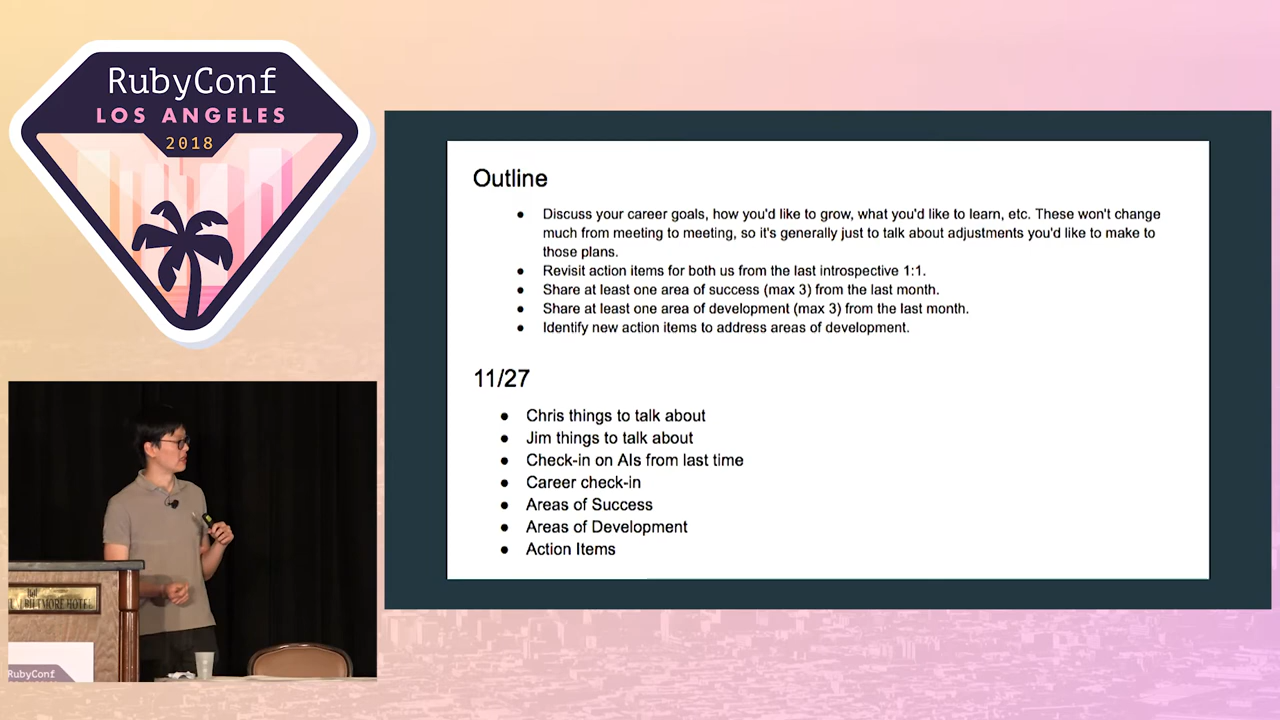 RubyConf
LOS ANGELES
2018
Outline
● Discuss your career goals, how you'd like to grow, what you'd like to learn, etc. These won't change
much from meeting to meeting, so it's generally just to talk about adjustments you'd like to make to
those plans.
● Revisit action items for both us from the last introspective 1:1.
● Share at least one area of success (max 3) from the last month.
● Share at least one area of development (max 3) from the last month.
● Identify new action items to address areas of development.
11/27
● Chris things to talk about
● Jim things to talk about
● Check-in on AIs from last time
● Career check-in
● Areas of Success
● Areas of Development
● Action Items
BILTMORE HOTEL
RubyConf